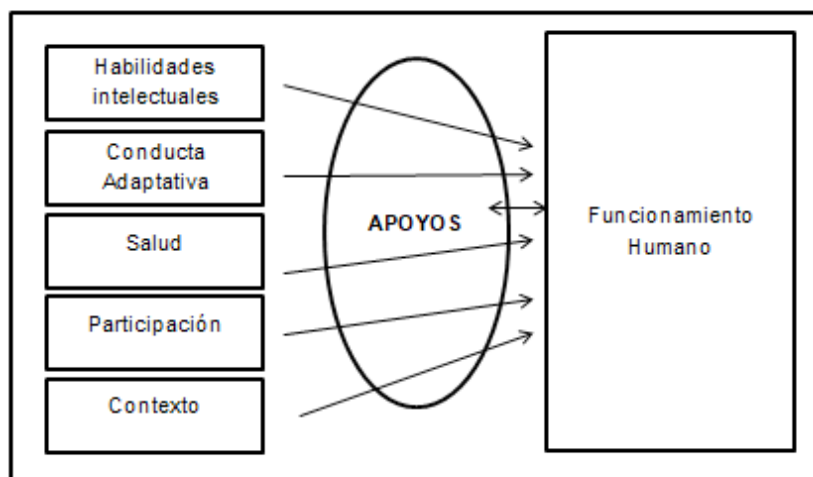 Habilidades
intelectuales
Conducta
Adaptativa
Salud
Participación
Contexto
APOYOS
Funcionamiento
Humano